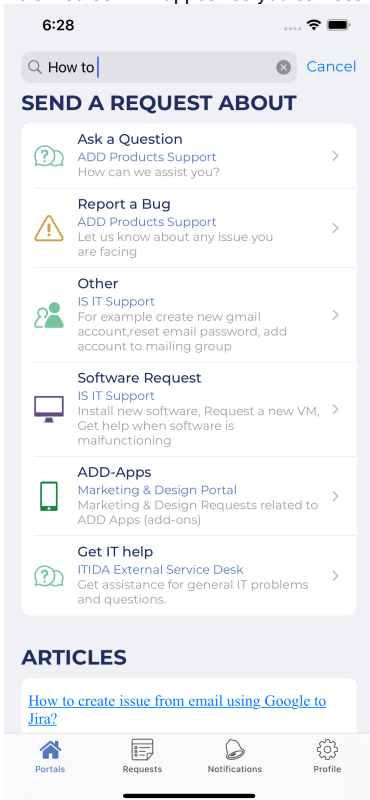 6:28
How to
Cancel
SEND A REQUEST ABOUT
Ask a Question
ADD Products Support
How can we assist you?
Report a Bug
ADD Products Support
Let us know about any issue you
are facing
Other
IS IT Support
For example create new gmail
account,reset email password, add
account to mailing group
Software Request
IS IT Support
Install new software, Request a new VM,
Get help when software is
malfunctioning
ADD-Apps
Marketing & Design Portal
Marketing & Design Requests related to
ADD Apps (add-ons)
Get IT help
ITIDA External Service Desk
Get assistance for general IT problems
and questions.
ARTICLES
How to create issue from email using Google to
Jira?
Portals
Requests
Notifications
Profile